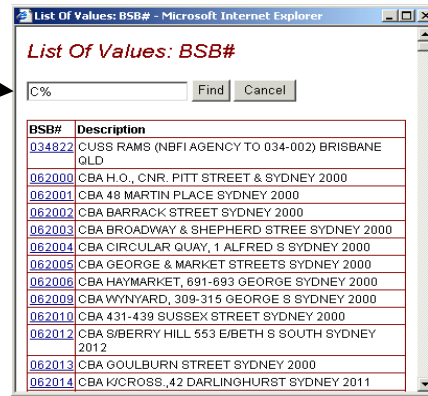 List Of Values: BSB# - Microsoft Internet Explorer
List Of Values: BSB#
C% Find Cancel
BSB# Description
034822 CUSS RAMS (NBFI AGENCY TO 034-002) BRISBANE
QLD
062000 CBA H.O., CNR. PITT STREET & SYDNEY 2000
062001 CBA 48 MARTIN PLACE SYDNEY 2000
062002 CBA BARRACK STREET SYDNEY 2000
062003 CBA BROADWAY & SHEPHERD STREE SYDNEY 2000
062004 CBA CIRCULAR QUAY, 1 ALFRED S SYDNEY 2000
062005 CBA GEORGE & MARKET STREETS SYDNEY 2000
062006 CBA HAYMARKET, 691-693 GEORGE SYDNEY 2000
062009 CBA WYNYARD, 309-315 GEORGE S SYDNEY 2000
062010 CBA 431-439 SUSSEX STREET SYDNEY 2000
062012 CBA S/BERRY HILL 553 E/BETH S SOUTH SYDNEY
2012
062013 CBA GOULBURN STREET SYDNEY 2000
062014 CBA K/CROSS.,42 DARLINGHURST SYDNEY 2011